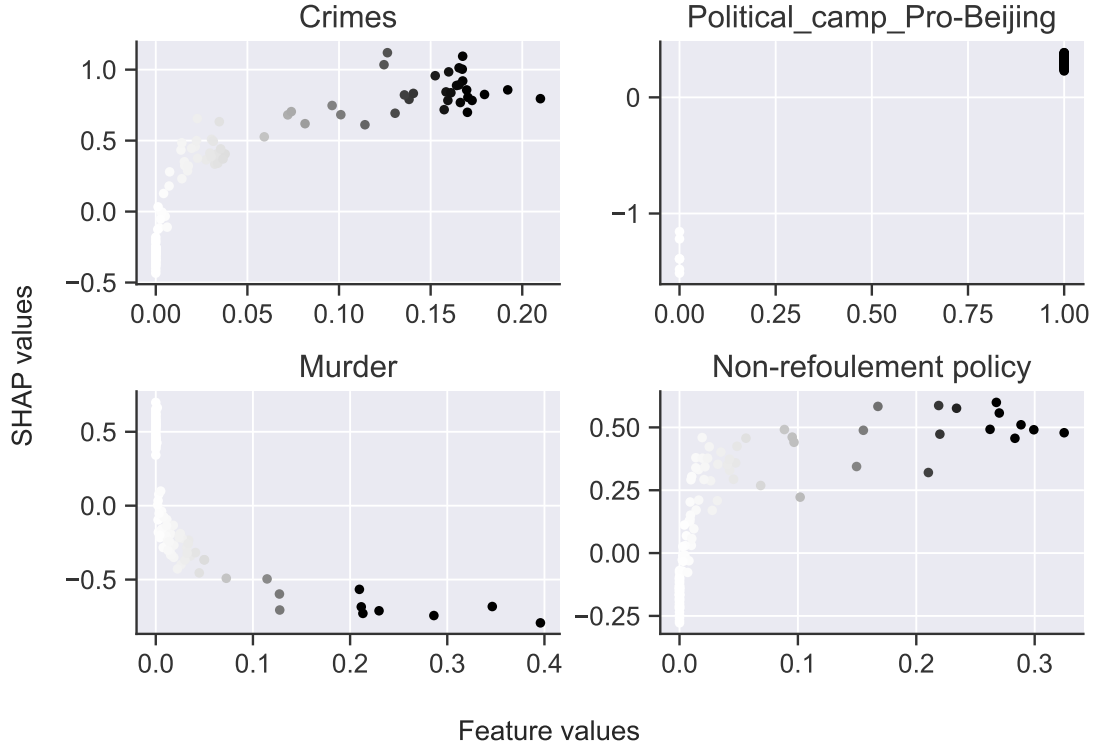 Crimes
Political_camp_Pro-Beijing
1.0
0.5
0.0
−0.5
0.00 0.05 0.10 0.15 0.20
0
−1
0.00 0.25 0.50 0.75 1.00
SHAP values
Murder
Non-refoulement policy
0.5
0.0
−0.5
0.0 0.1 0.2 0.3 0.4
0.50
0.25
0.00
−0.25
0.0 0.1 0.2 0.3
Feature values